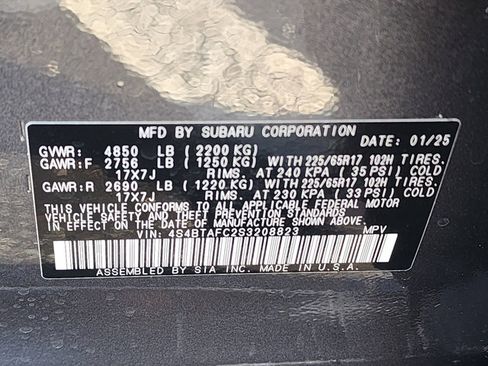 MFD BY SUBARU CORPORATION DATE: 01/25
GVWR: 4850 LB (2200 KG)
GAWR:F 2756 LB (1250 KG) WITH 225/65R17 102H TIRES.
17X7J RIMS. AT 240 KPA (35 PSI) COLD
GAWR:R 2690 LB (1220 KG) WITH 225/65R17 102H TIRES.
17X7J RIMS. AT 230 KPA (33 PSI) COLD
THIS VEHICLE CONFORMS TO ALL APPLICABLE FEDERAL MOTOR
VEHICLE SAFETY, BUMPER, AND THEFT PREVENTION STANDARDS
IN EFFECT ON THE DATE OF MANUFACTURE SHOWN ABOVE.
VIN: 4S4BTAFC2S3208823 MPV
ASSEMBLED BY SIA INC. MADE IN U.S.A.